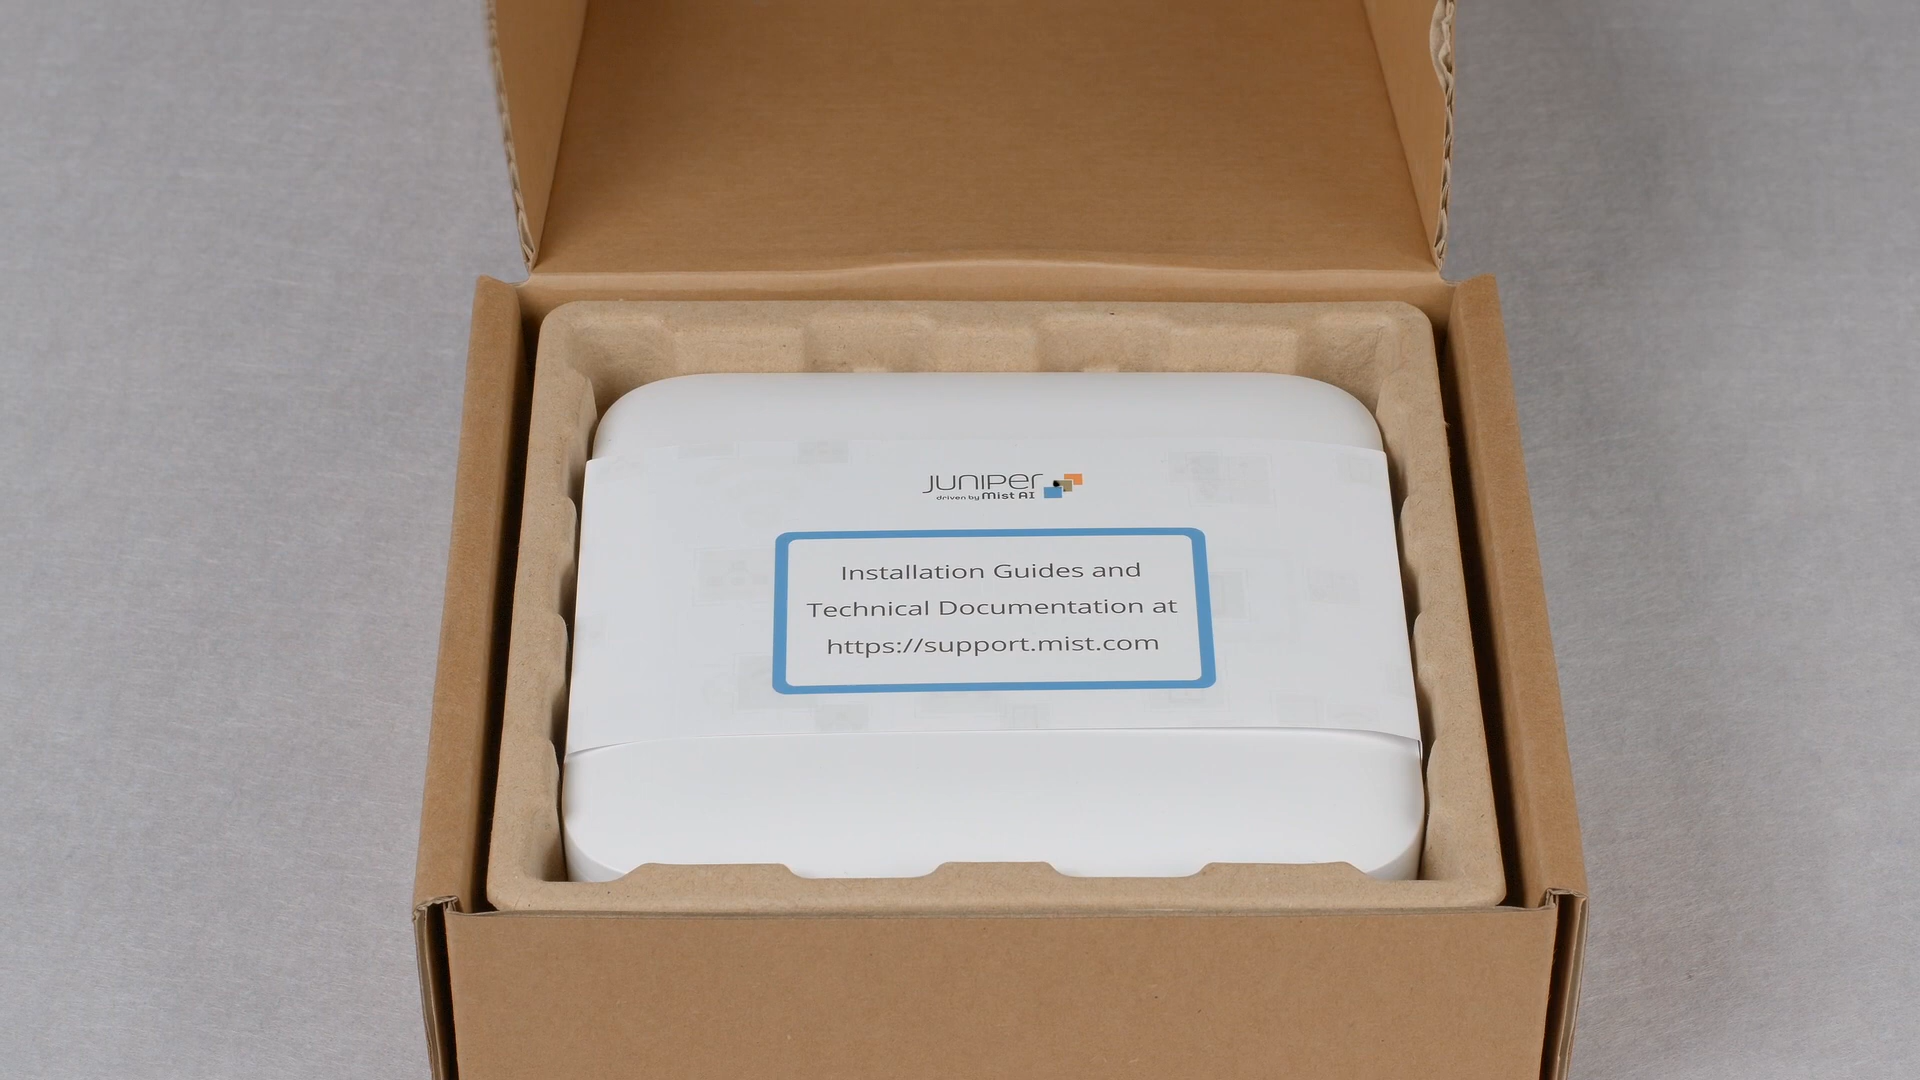 JUNIPER
driven by Mist AI
Installation Guides and
Technical Documentation at
https://support.mist.com